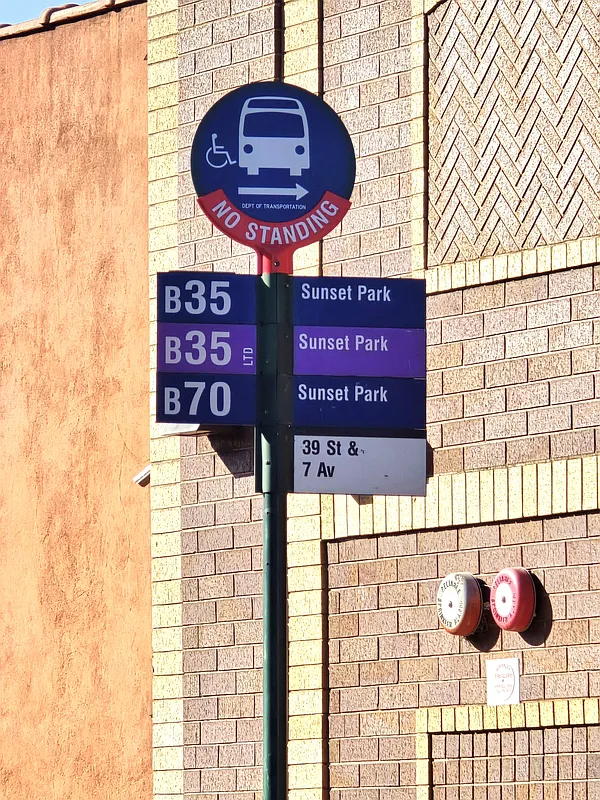 DEPT OF TRANSPORTATION
NO STANDING
B35 Sunset Park
B35 LTD Sunset Park
B70 Sunset Park
39 St &
7 Av